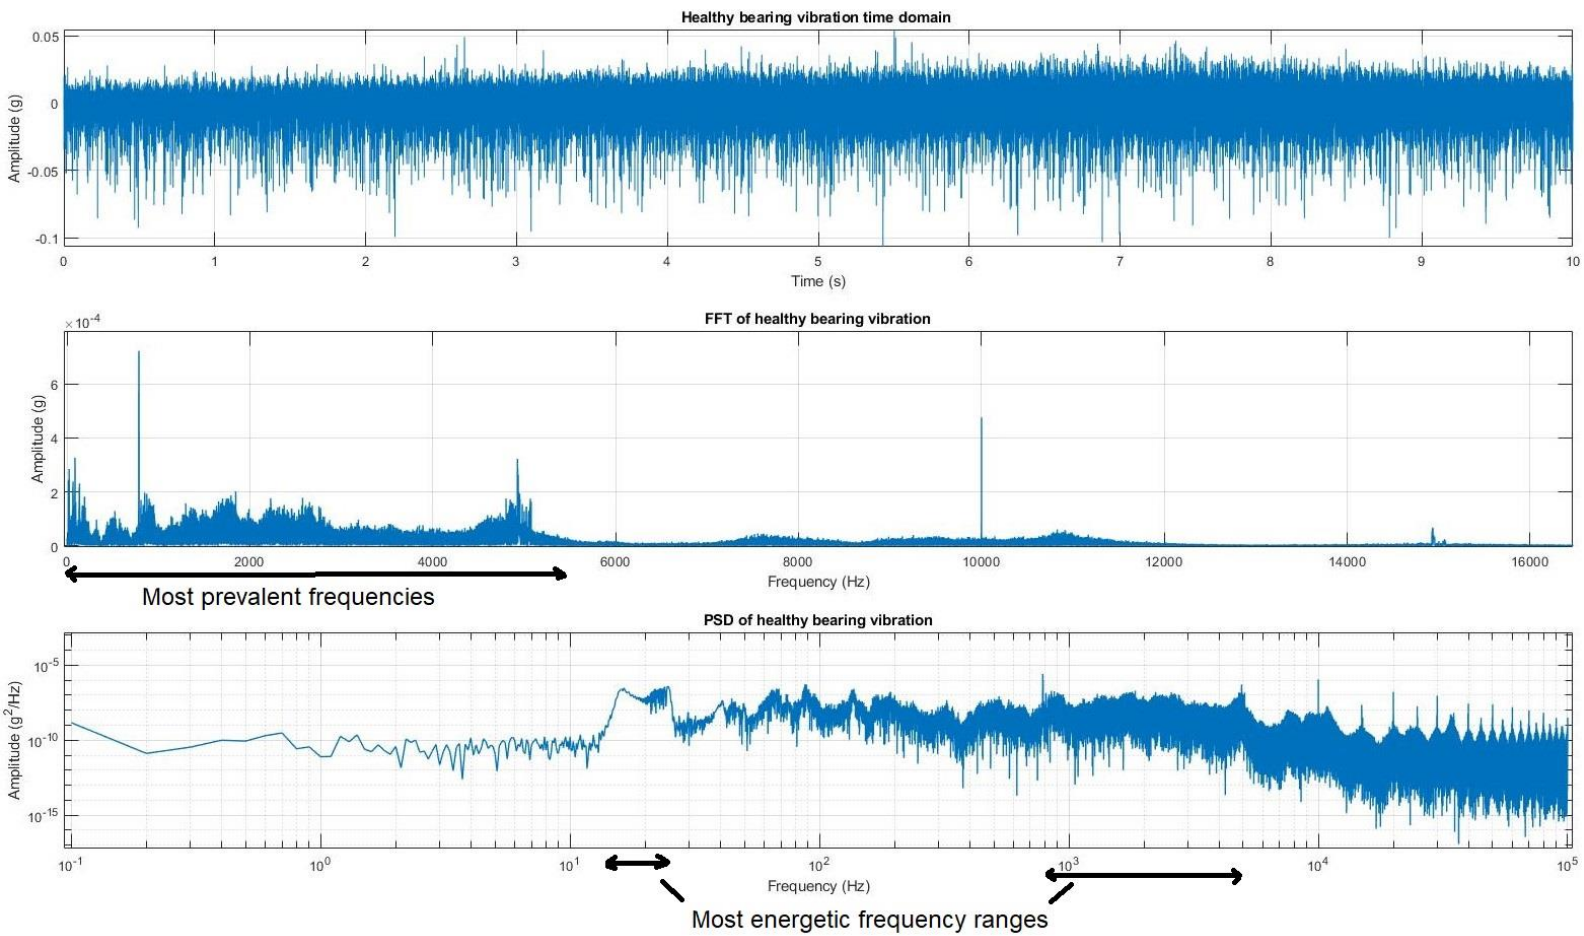 Healthy bearing vibration time domain
0.05
0
-0.05
-0.1
Amplitude (g)
0 1 2 3 4 5 6 7 8 9 10
Time (s)
×10-4
FFT of healthy bearing vibration
6
4
2
0
Amplitude (g)
0 2000 4000 6000 8000 10000 12000 14000 16000
Frequency (Hz)
Most prevalent frequencies
PSD of healthy bearing vibration
10-5
10-10
10-15
Amplitude (g2/Hz)
10-1 100 101 102 103 104 105
Frequency (Hz)
Most energetic frequency ranges